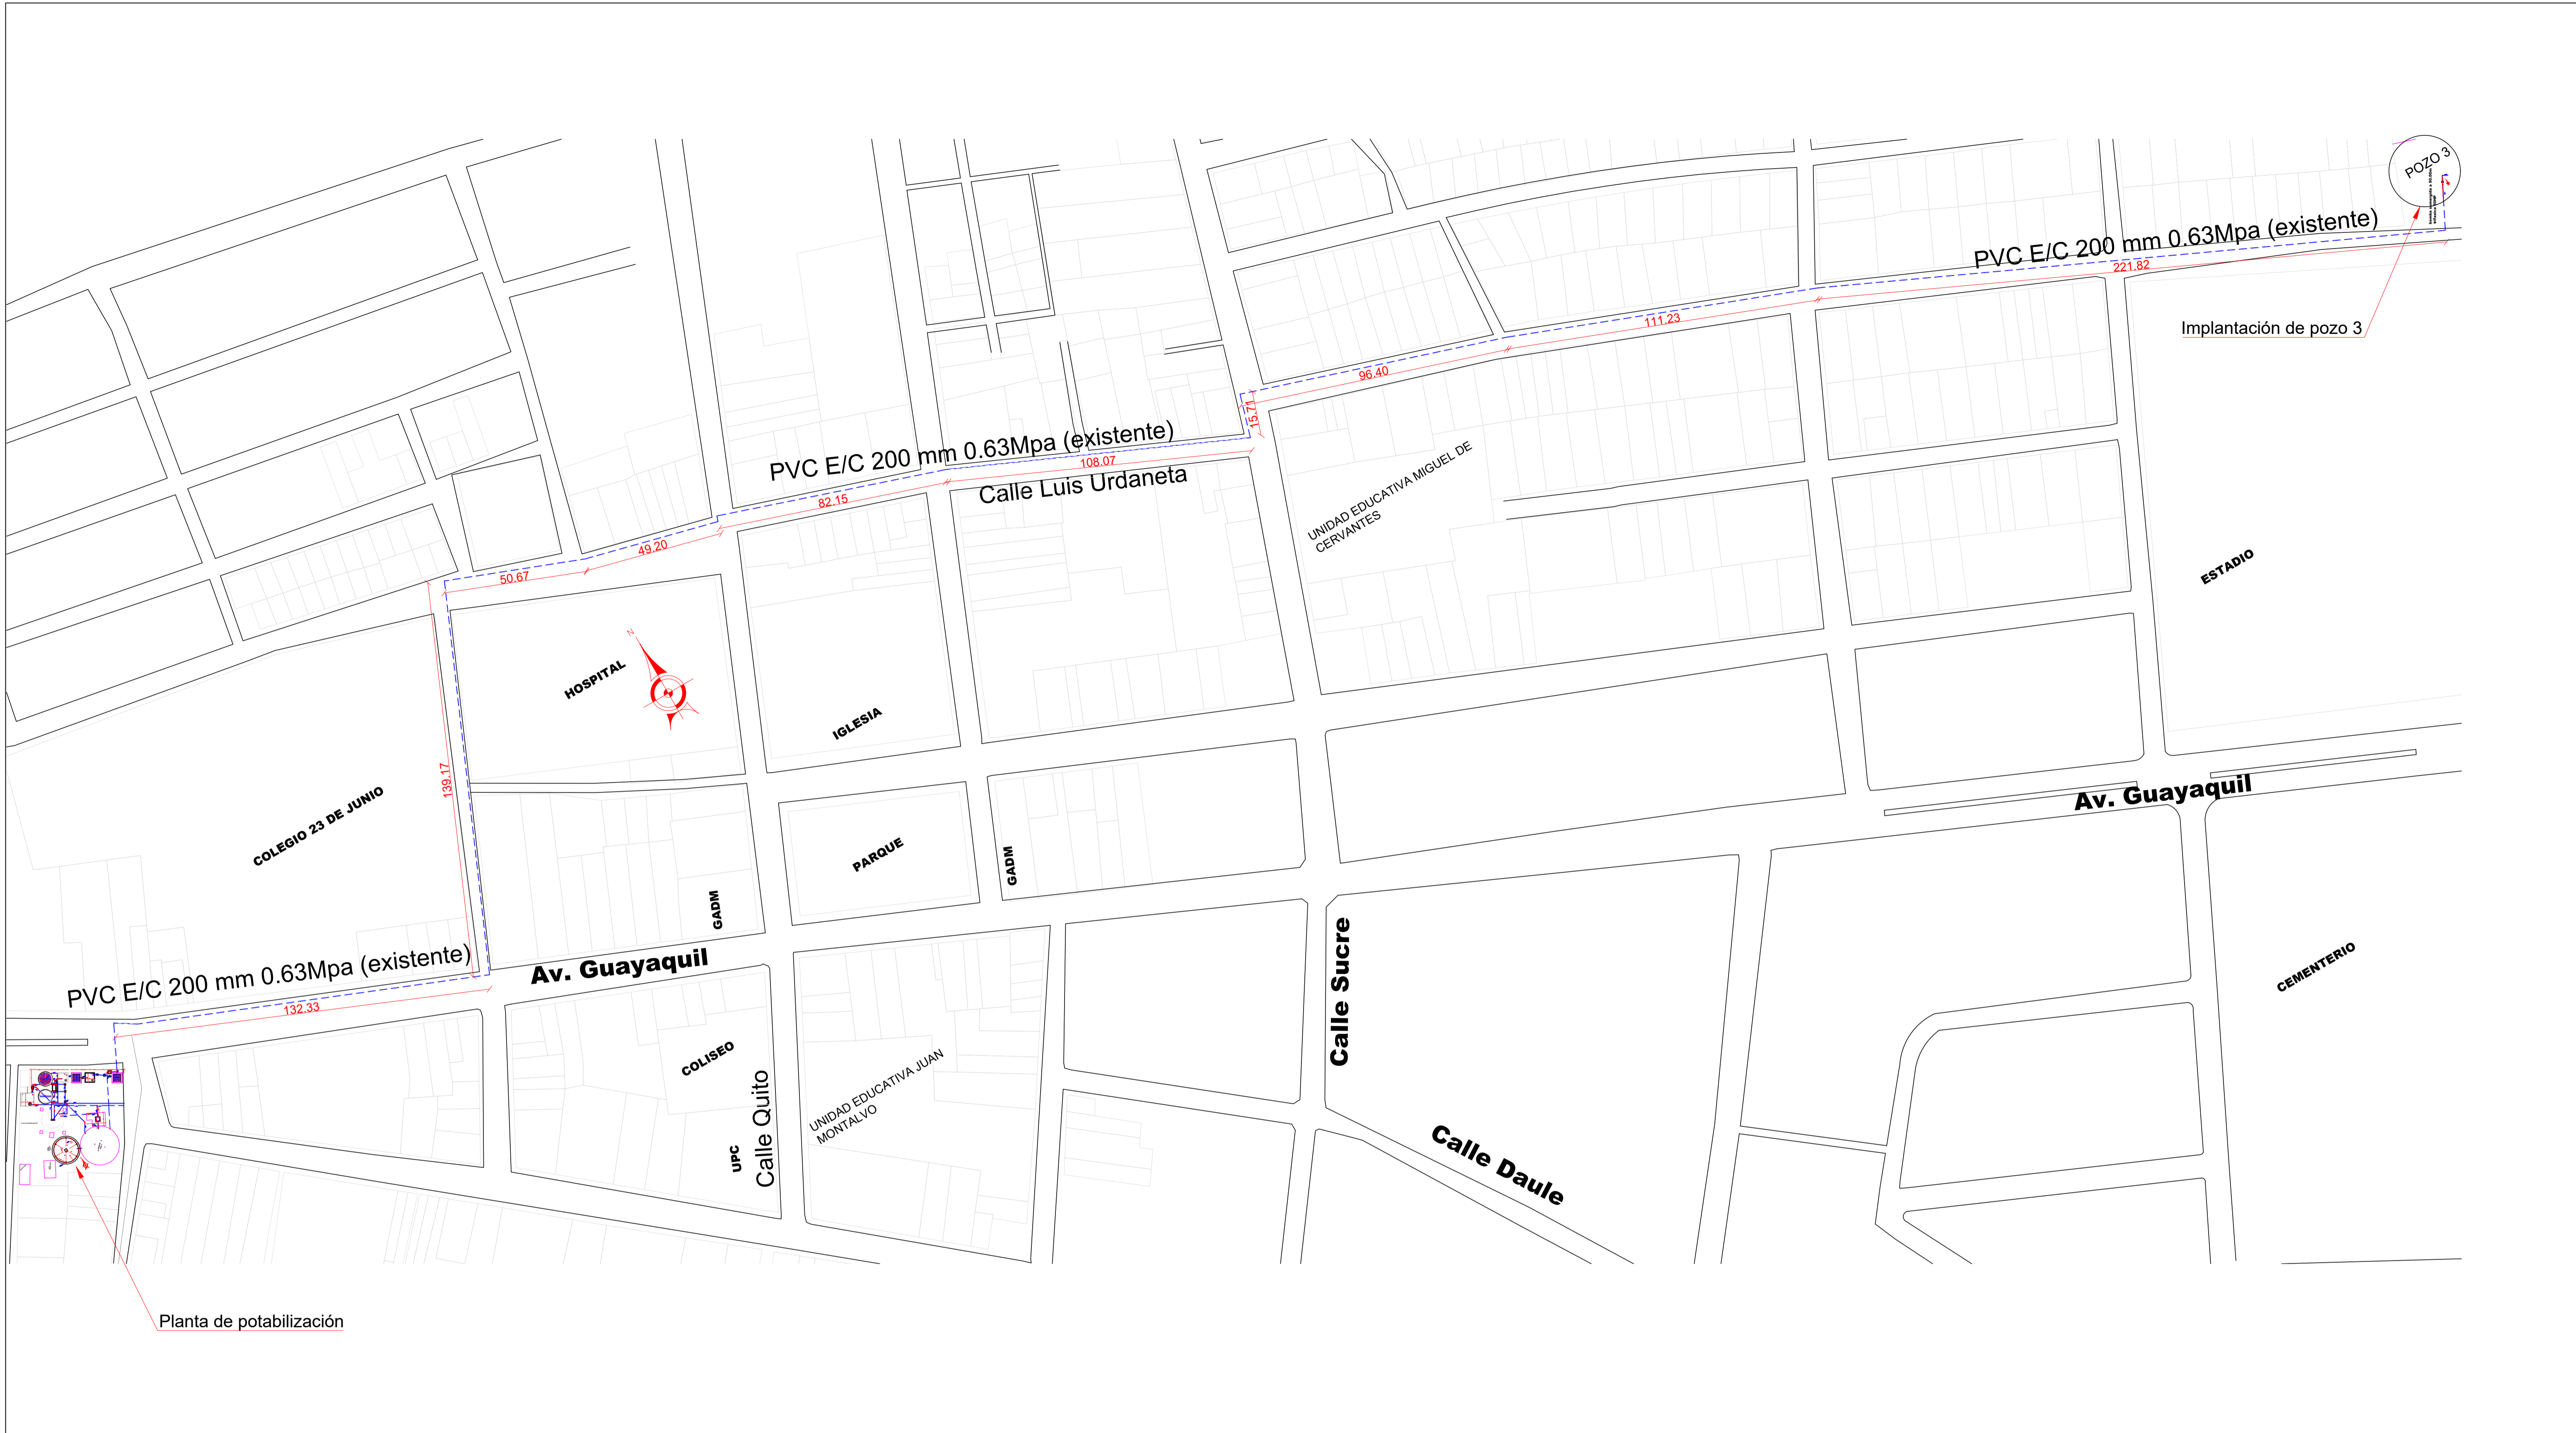 POZO 3
PVC E/C 200 mm 0.63Mpa (existente)
221.82
Implantación de pozo 3
111.23
96.40
15.71
PVC E/C 200 mm 0.63Mpa (existente)
108.07
Calle Luis Urdaneta
82.15
49.20
50.67
UNIDAD EDUCATIVA MIGUEL DE
CERVANTES
ESTADIO
N
HOSPITAL
IGLESIA
139.17
COLEGIO 23 DE JUNIO
Av. Guayaquil
PARQUE
GADM
GADM
PVC E/C 200 mm 0.63Mpa (existente)
Av. Guayaquil
132.33
Calle Sucre
CEMENTERIO
COLISEO
UPC
Calle Quito
UNIDAD EDUCATIVA JUAN
MONTALVO
Calle Daule
Planta de potabilización